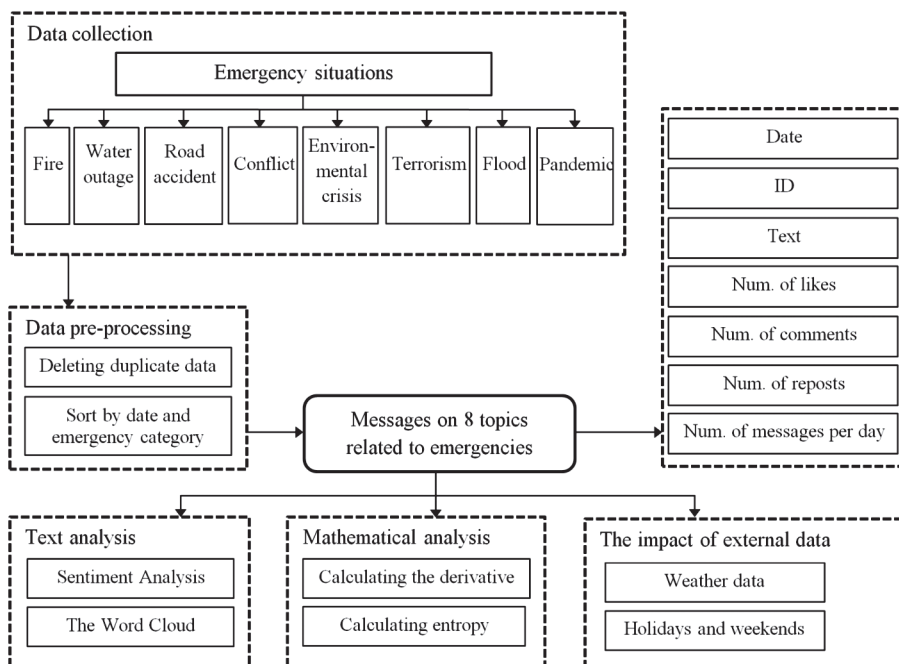 Data collection
Emergency situations
Fire
Water
outage
Road
accident
Conflict
Environ-
mental
crisis
Terrorism
Flood
Pandemic
Date
ID
Text
Num. of likes
Num. of comments
Num. of reposts
Num. of messages per day
Data pre-processing
Deleting duplicate data
Sort by date and
emergency category
Messages on 8 topics
related to emergencies
Text analysis
Sentiment Analysis
The Word Cloud
Mathematical analysis
Calculating the derivative
Calculating entropy
The impact of external data
Weather data
Holidays and weekends